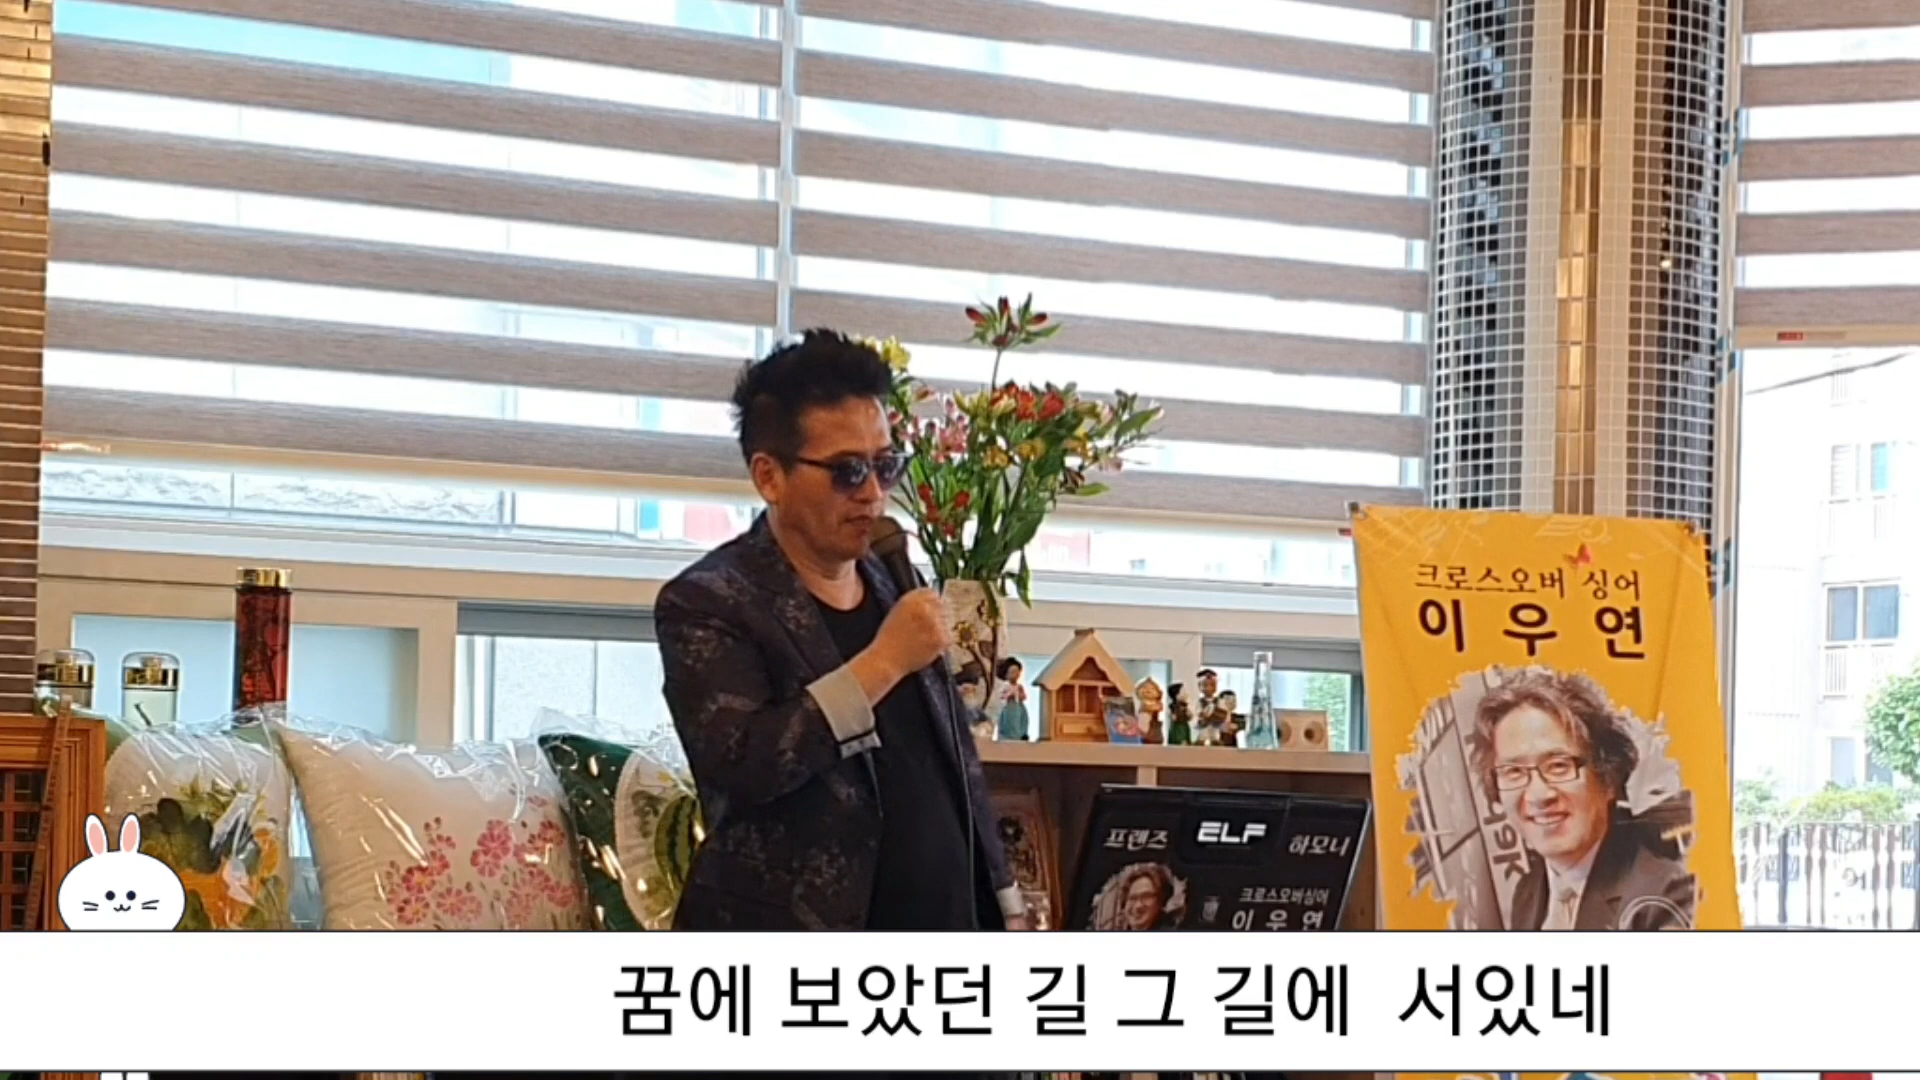 크로스오버 싱어
이 우 연
프렌즈 ELF 하모니
크로스오버싱어
이 우 연
꿈에 보았던 길 그 길에 서있네